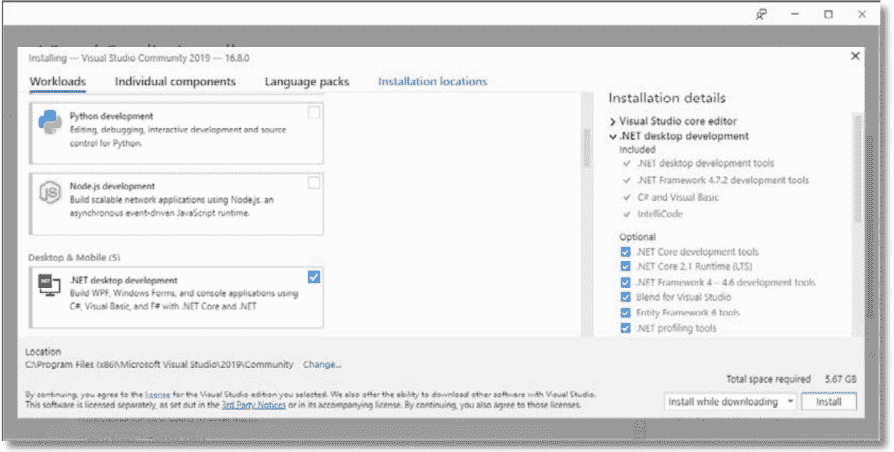 Installing — Visual Studio Community 2019 — 16.8.0
Workloads
Individual components
Language packs
Installation locations
Python development
Editing, debugging, interactive development and source
control for Python.
Node.js development
Build scalable network applications using Node.js, an
asynchronous event-driven JavaScript runtime.
Desktop & Mobile (5)
.NET desktop development
Build WPF, Windows Forms, and console applications using
C#, Visual Basic, and F# with .NET Core and .NET
Installation details
Visual Studio core editor
.NET desktop development
Included
.NET desktop development tools
.NET Framework 4.7.2 development tools
C# and Visual Basic
IntelliCode
Optional
.NET Core development tools
.NET Core 2.1 Runtime (LTS)
.NET Framework 4 – 4.6 development tools
Blend for Visual Studio
Entity Framework 6 tools
.NET profiling tools
Location
C:\Program Files (x86)\Microsoft Visual Studio\2019\Community Change...
By continuing, you agree to the license for the Visual Studio edition you selected. We also offer the ability to download other software with Visual Studio.
This software is licensed separately, as set out in the 3rd Party Notices or in its accompanying license. By continuing, you also agree to those licenses.
Total space required 5.67 GB
Install while downloading
Install